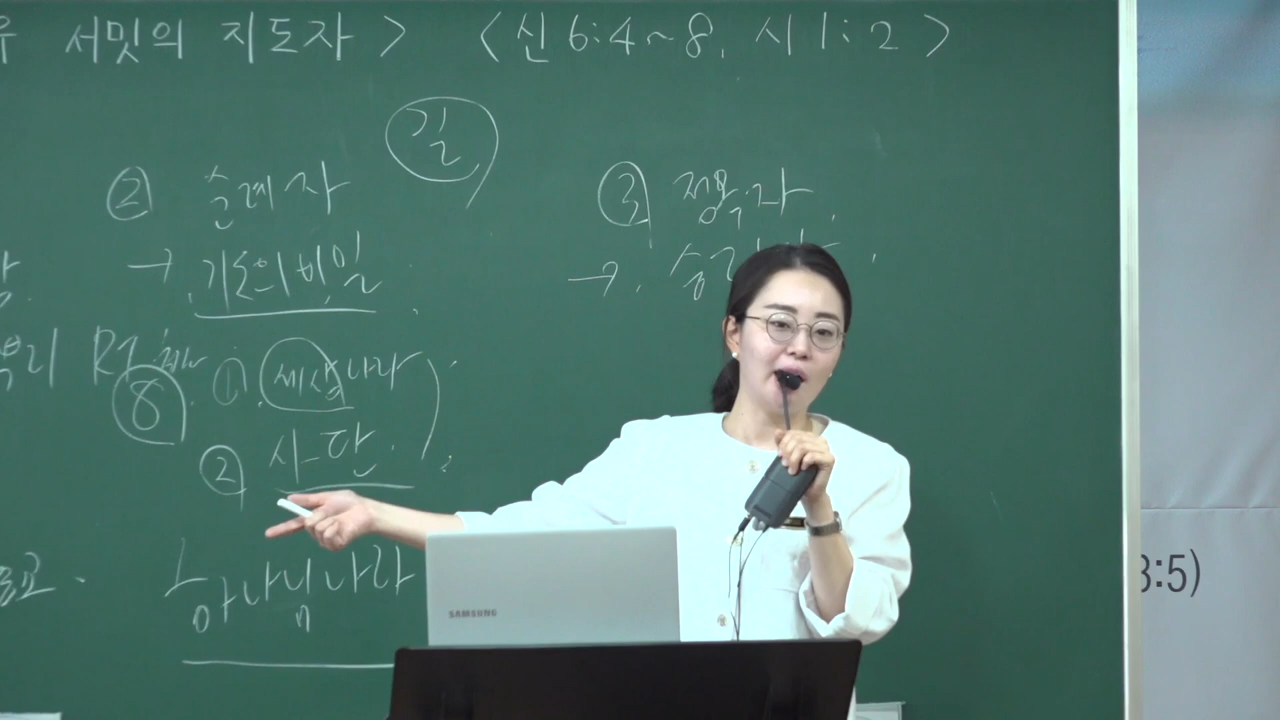 서밋의 지도자 > <신 6:4~8, 시 1:2>
길
② 순례자
→ 기도의 비밀
RT
⑧ ① 세상나라
② 사단
하나님나라
③ 정복자
→
SAMSUNG
3:5)